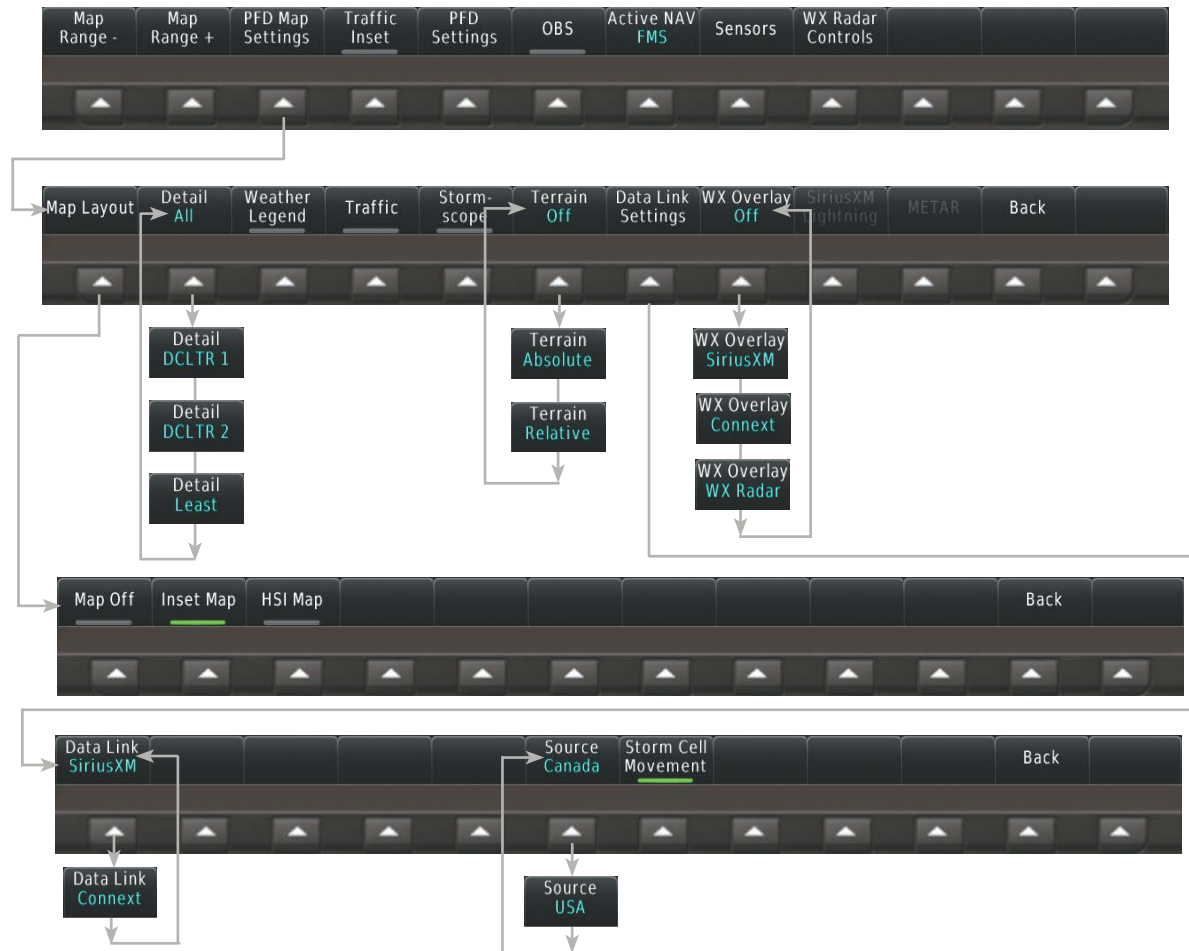 Map
Range -
Map
Range +
PFD Map
Settings
Traffic
Inset
PFD
Settings
OBS
Active NAV
FMS
Sensors
WX Radar
Controls
Map Layout
Detail
All
Weather
Legend
Traffic
Storm-
scope
Terrain
Off
Data Link
Settings
WX Overlay
Off
SiriusXM
Lightning
METAR
Back
Detail
DCLTR 1
Detail
DCLTR 2
Detail
Least
Terrain
Absolute
Terrain
Relative
WX Overlay
SiriusXM
WX Overlay
Connext
WX Overlay
WX Radar
Map Off
Inset Map
HSI Map
Back
Data Link
SiriusXM
Source
Canada
Storm Cell
Movement
Back
Data Link
Connext
Source
USA